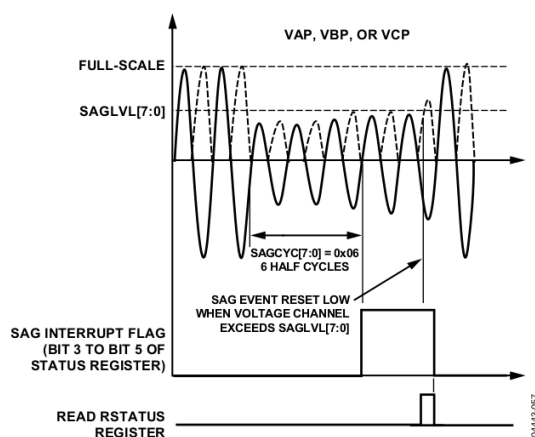 VAP, VBP, OR VCP
FULL-SCALE
SAGLVL[7:0]
SAGCYC[7:0] = 0x06
6 HALF CYCLES
SAG EVENT RESET LOW
WHEN VOLTAGE CHANNEL
EXCEEDS SAGLVL[7:0]
SAG INTERRUPT FLAG
(BIT 3 TO BIT 5 OF
STATUS REGISTER)
READ RSTATUS
REGISTER
04443-067